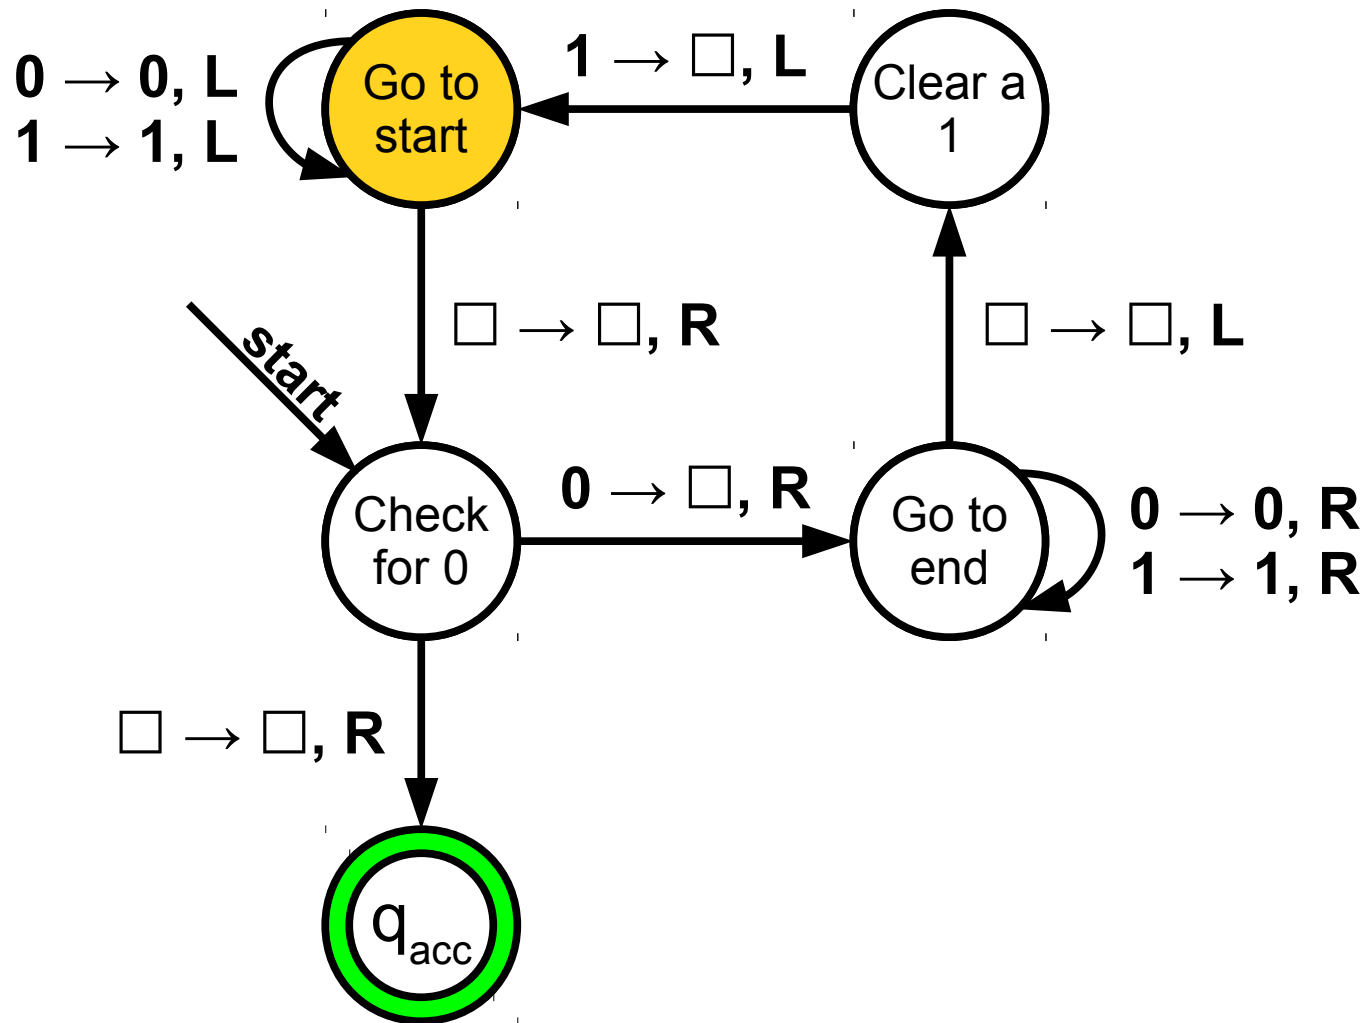 0 → 0, L
1 → 1, L
Go to
start
1 → □, L
Clear a
1
□ → □, R
□ → □, L
start
Check
for 0
0 → □, R
Go to
end
0 → 0, R
1 → 1, R
□ → □, R
qacc